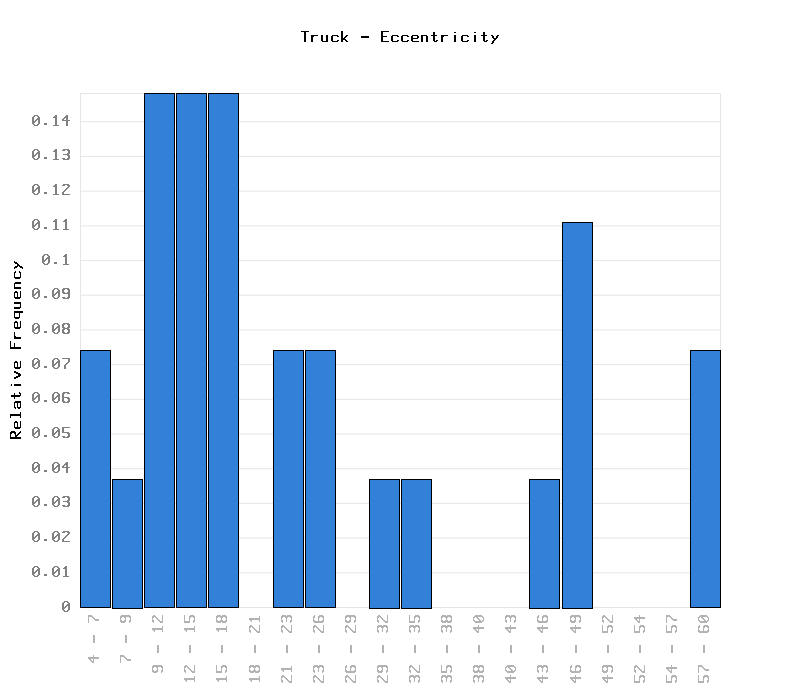 Truck - Eccentricity
Relative Frequency
0.14
0.13
0.12
0.11
0.1
0.09
0.08
0.07
0.06
0.05
0.04
0.03
0.02
0.01
0
4 - 7
7 - 9
9 - 12
12 - 15
15 - 18
18 - 21
21 - 23
23 - 26
26 - 29
29 - 32
32 - 35
35 - 38
38 - 40
40 - 43
43 - 46
46 - 49
49 - 52
52 - 54
54 - 57
57 - 60